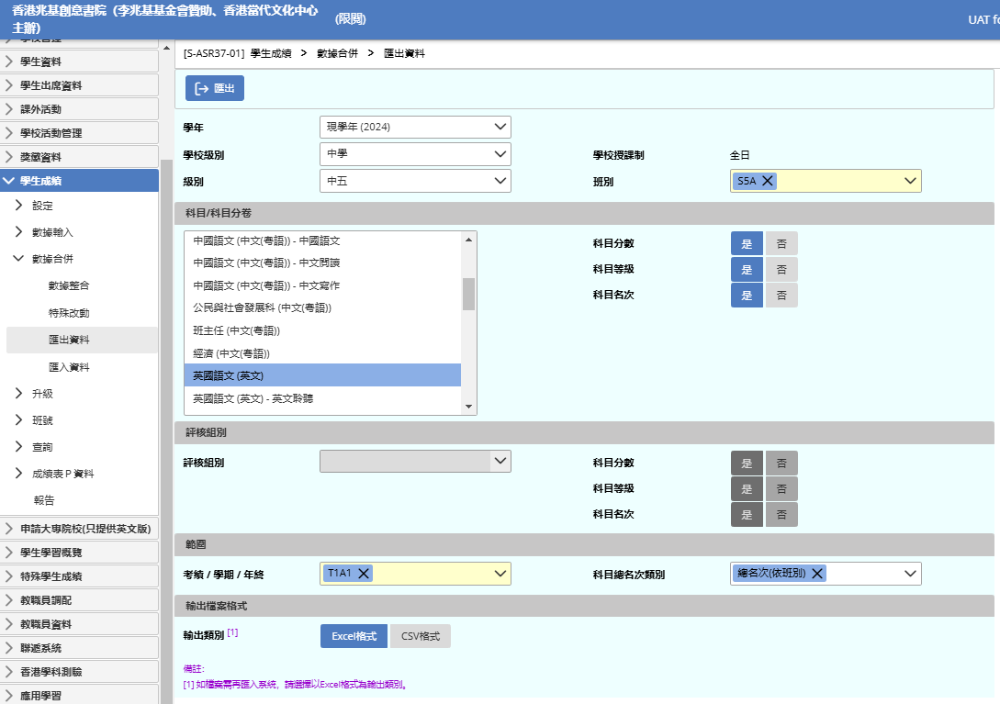 香港兆基創意書院（李兆基基金會贊助、香港當代文化中心
主辦）
(限閱)
UAT fo
學校管理
學生資料
學生出席資料
課外活動
學校活動管理
獎懲資料
學生成績
設定
數據輸入
數據合併
數據整合
特殊改動
匯出資料
匯入資料
升級
班號
查詢
成績表 P 資料
報告
申請大專院校(只提供英文版)
學生學習概覽
特殊學生成績
教職員調配
教職員資料
聯遞系統
香港學科測驗
應用學習
[S-ASR37-01] 學生成績 > 數據合併 > 匯出資料
匯出
學年 現學年 (2024)
學校級別 中學 學校授課制 全日
級別 中五 班別 S5A
科目/科目分卷
中國語文 (中文(粵語)) - 中國語文
中國語文 (中文(粵語)) - 中文閱讀
中國語文 (中文(粵語)) - 中文寫作
公民與社會發展科 (中文(粵語))
班主任 (中文(粵語))
經濟 (中文(粵語))
英國語文 (英文)
英國語文 (英文) - 英文聆聽
科目分數 是 否
科目等級 是 否
科目名次 是 否
評核組別
評核組別 科目分數 是 否
科目等級 是 否
科目名次 是 否
範圍
考績 / 學期 / 年終 T1A1 科目總名次類別 總名次(依班別)
輸出檔案格式
輸出類別 [1] Excel格式 CSV格式
備註:
[1] 如檔案需再匯入系統，請選擇以Excel格式為輸出類別。